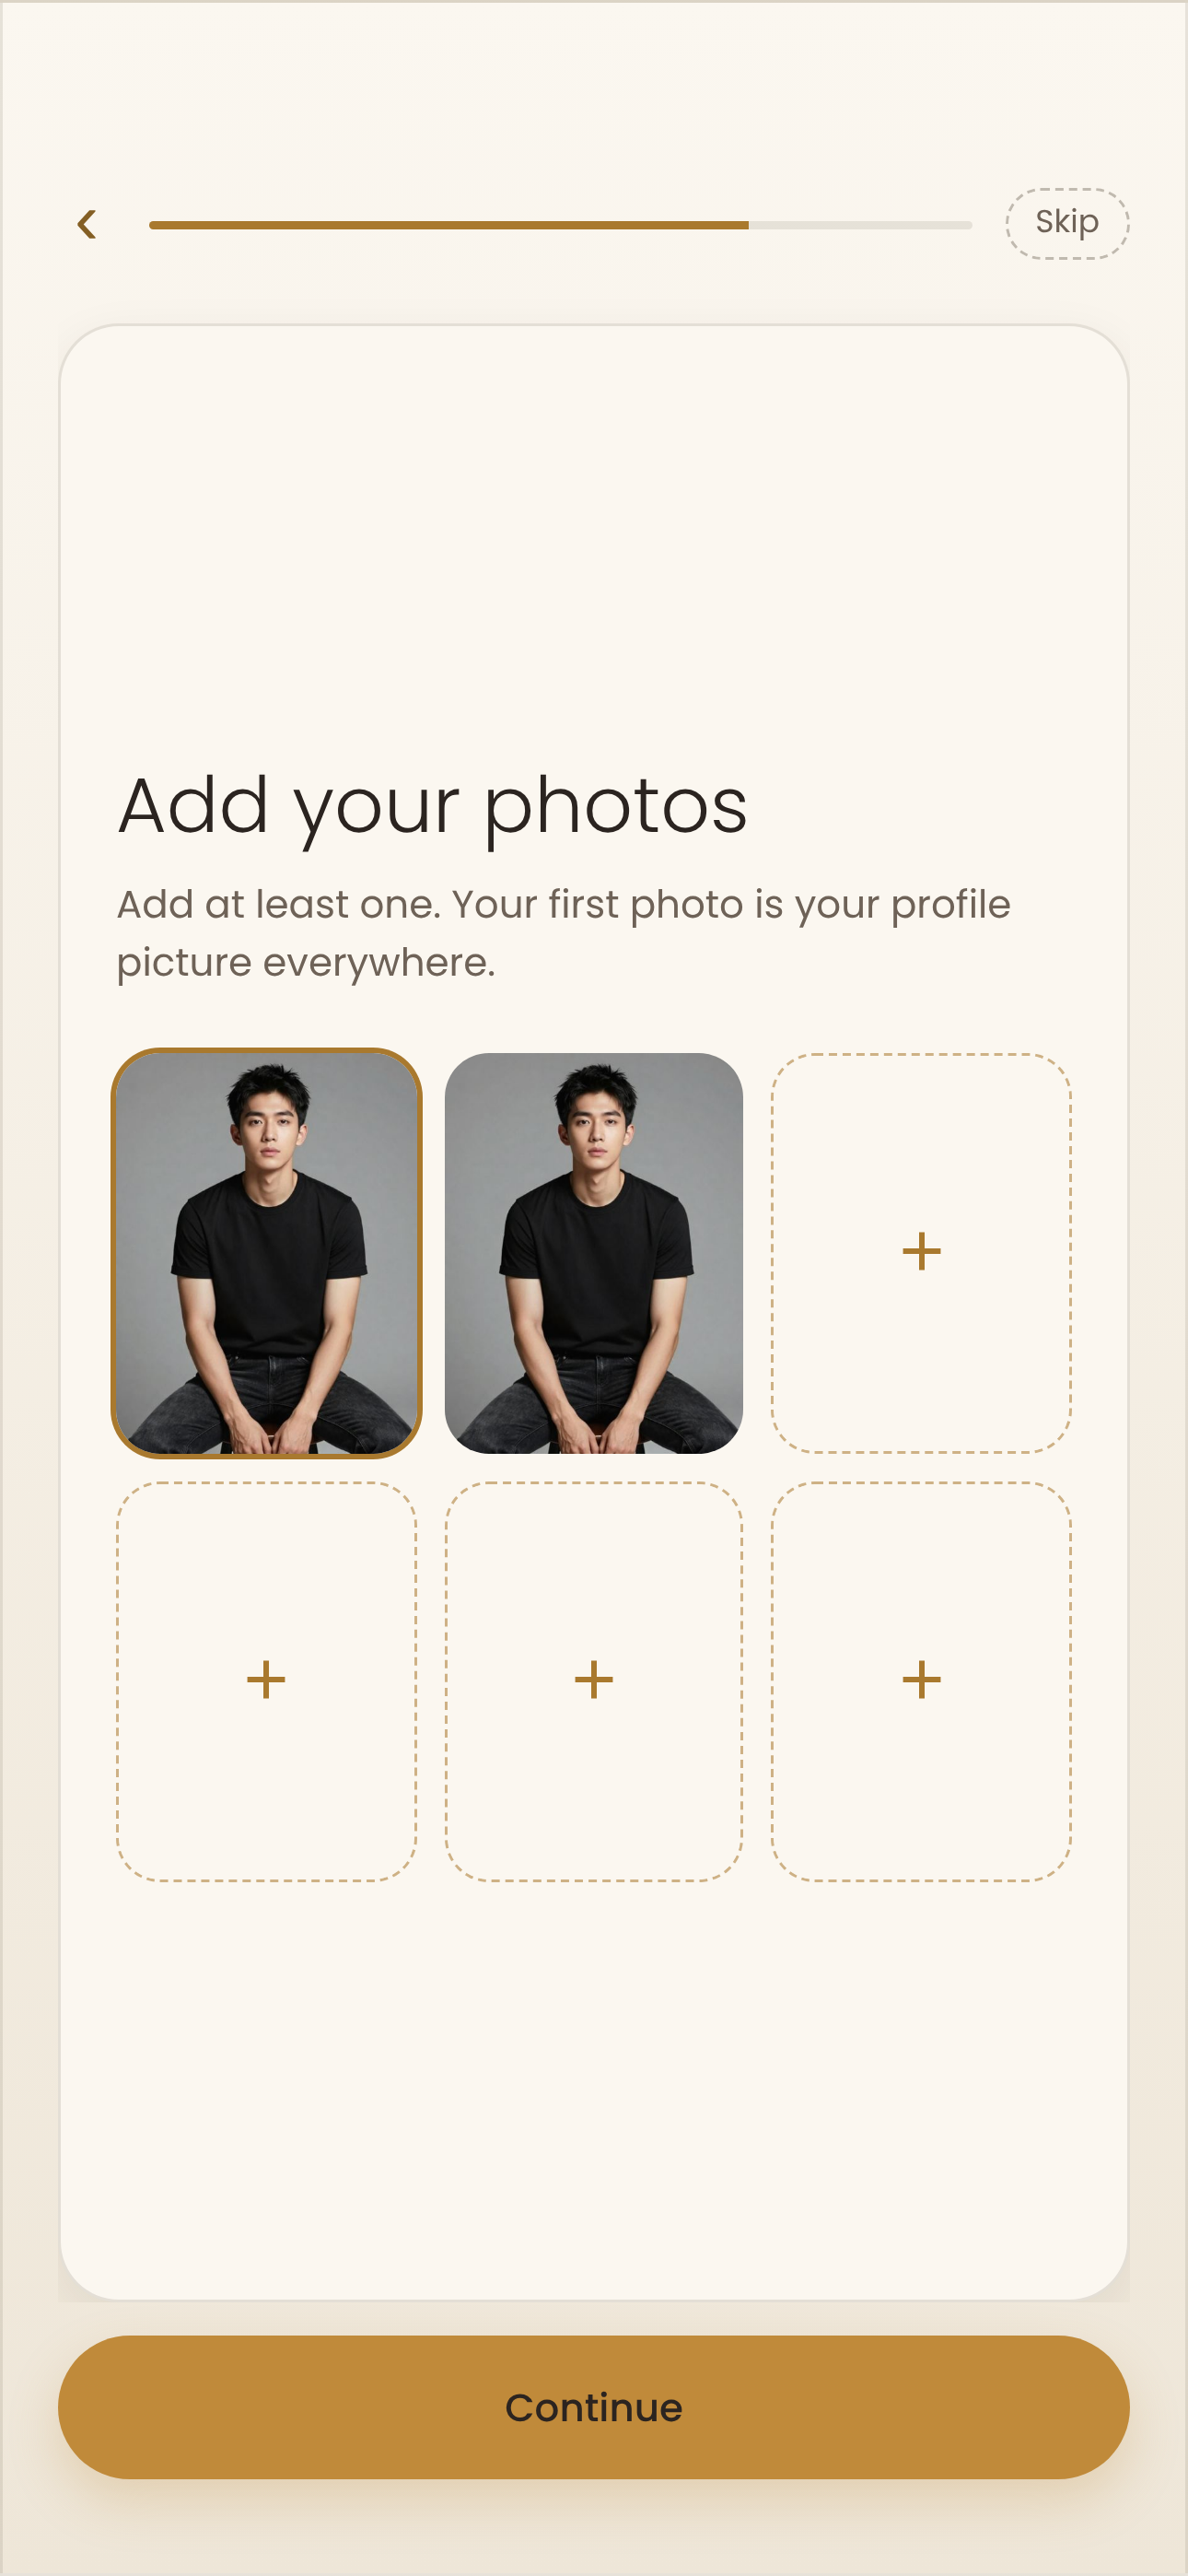 Skip
Add your photos
Add at least one. Your first photo is your profile
picture everywhere.
Continue